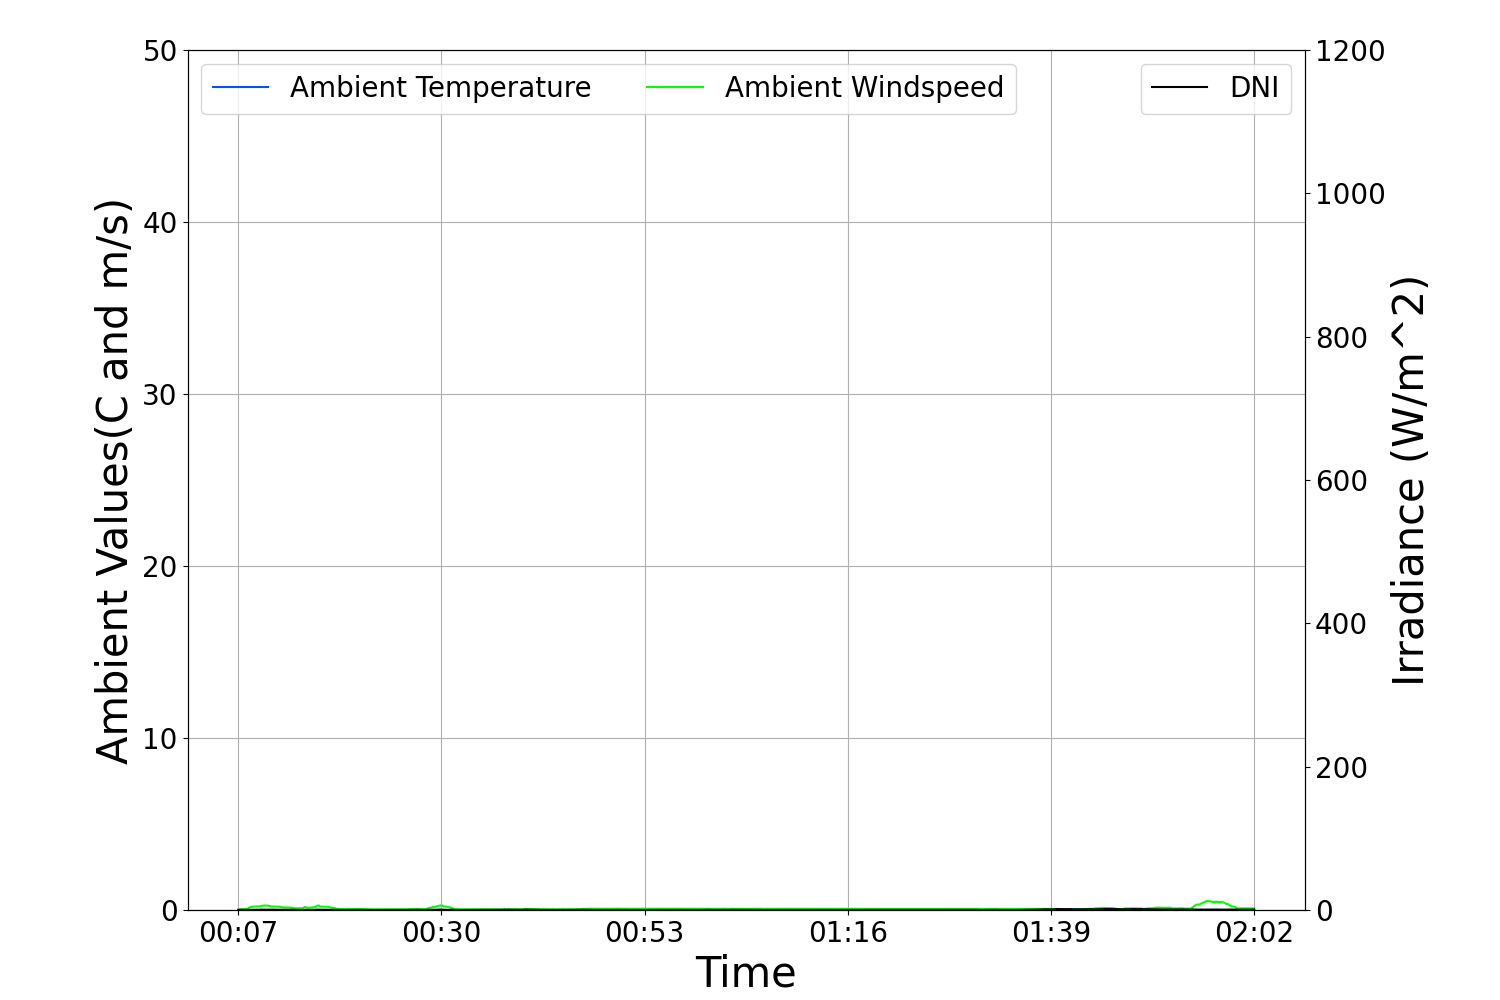 Ambient Temperature Ambient Windspeed DNI
Ambient Values(C and m/s)
50
40
30
20
10
0
1200
1000
800
600
400
200
0
Irradiance (W/m^2)
00:07 00:30 00:53 01:16 01:39 02:02
Time